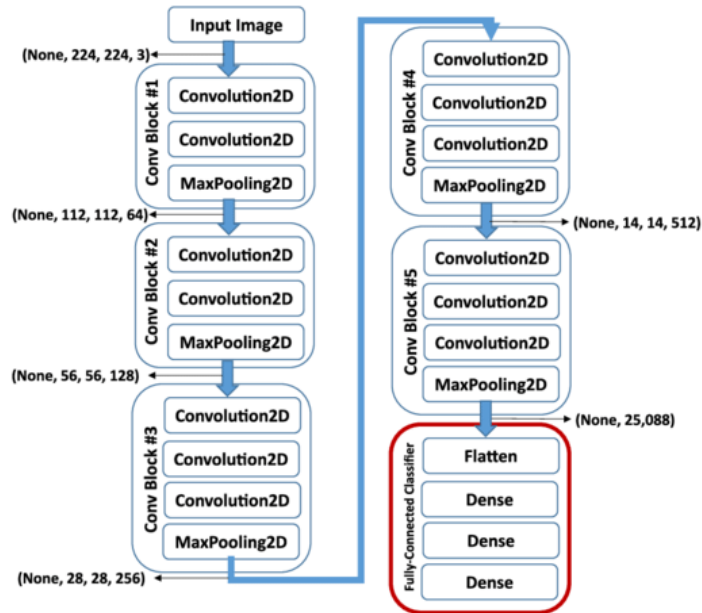 Input Image
(None, 224, 224, 3)
Conv Block #1
Convolution2D
Convolution2D
MaxPooling2D
(None, 112, 112, 64)
Conv Block #2
Convolution2D
Convolution2D
MaxPooling2D
(None, 56, 56, 128)
Conv Block #3
Convolution2D
Convolution2D
Convolution2D
MaxPooling2D
(None, 28, 28, 256)
Conv Block #4
Convolution2D
Convolution2D
Convolution2D
MaxPooling2D
(None, 14, 14, 512)
Conv Block #5
Convolution2D
Convolution2D
Convolution2D
MaxPooling2D
(None, 25,088)
Fully-Connected Classifier
Flatten
Dense
Dense
Dense